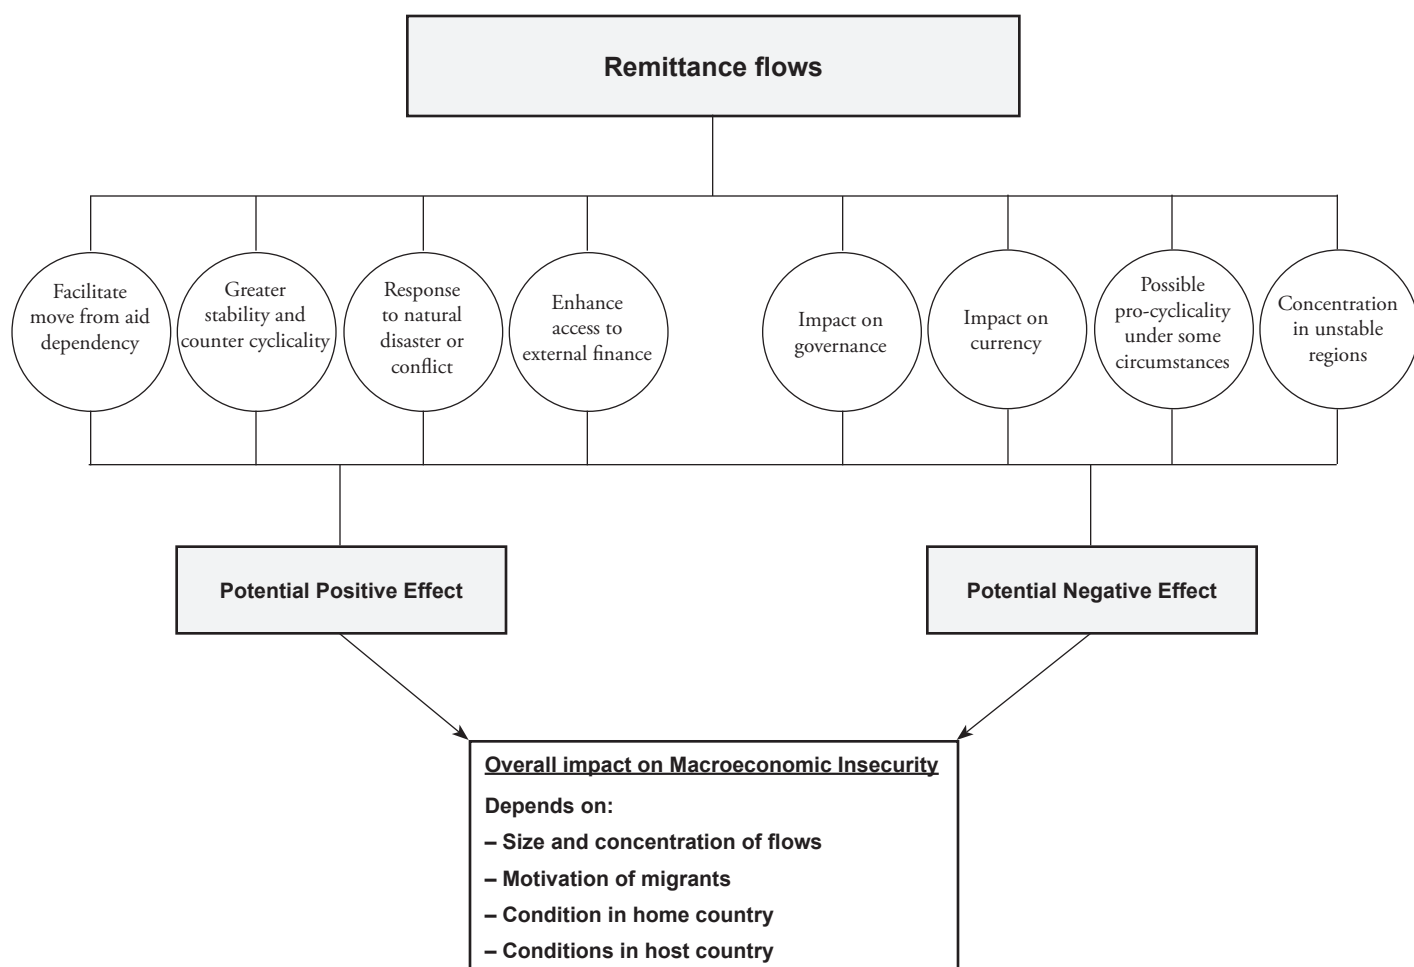 Remittance flows
Facilitate
move from aid
dependency
Greater
stability and
counter cyclicality
Response
to natural
disaster or
conflict
Enhance
access to
external finance
Impact on
governance
Impact on
currency
Possible
pro-cyclicality
under some
circumstances
Concentration
in unstable
regions
Potential Positive Effect
Potential Negative Effect
Overall impact on Macroeconomic Insecurity
Depends on:
– Size and concentration of flows
– Motivation of migrants
– Condition in home country
– Conditions in host country